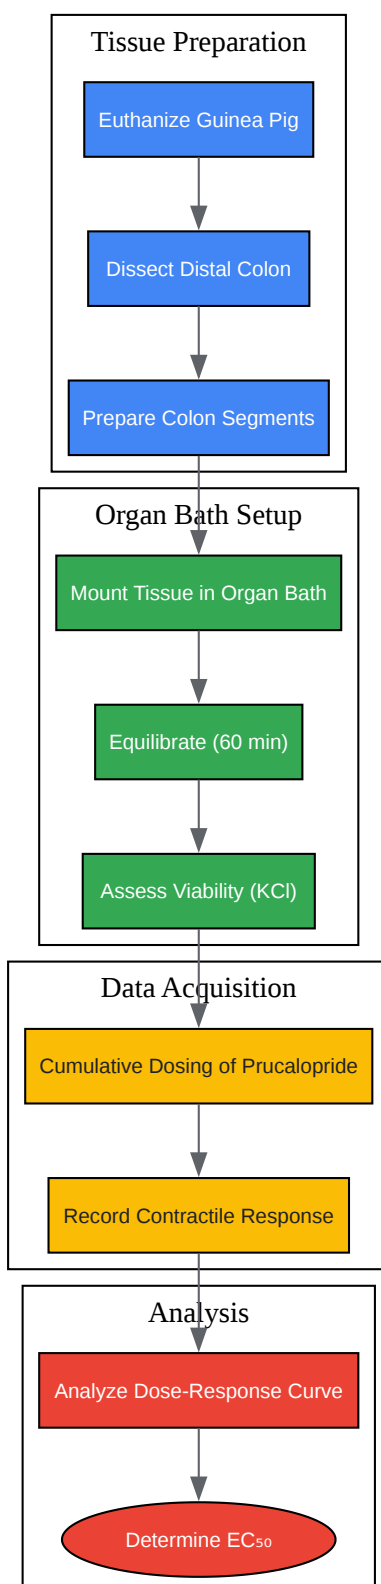 Tissue Preparation
Euthanize Guinea Pig
Dissect Distal Colon
Prepare Colon Segments
Organ Bath Setup
Mount Tissue in Organ Bath
Equilibrate (60 min)
Assess Viability (KCl)
Data Acquisition
Cumulative Dosing of Prucalopride
Record Contractile Response
Analysis
Analyze Dose-Response Curve
Determine EC₅₀